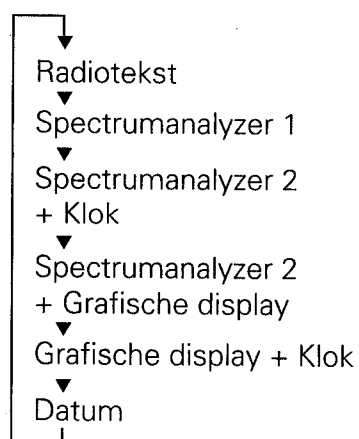 Radiotekst
Spectrumanalyzer 1
Spectrumanalyzer 2
+ Klok
Spectrumanalyzer 2
+ Grafische display
Grafische display + Klok
Datum